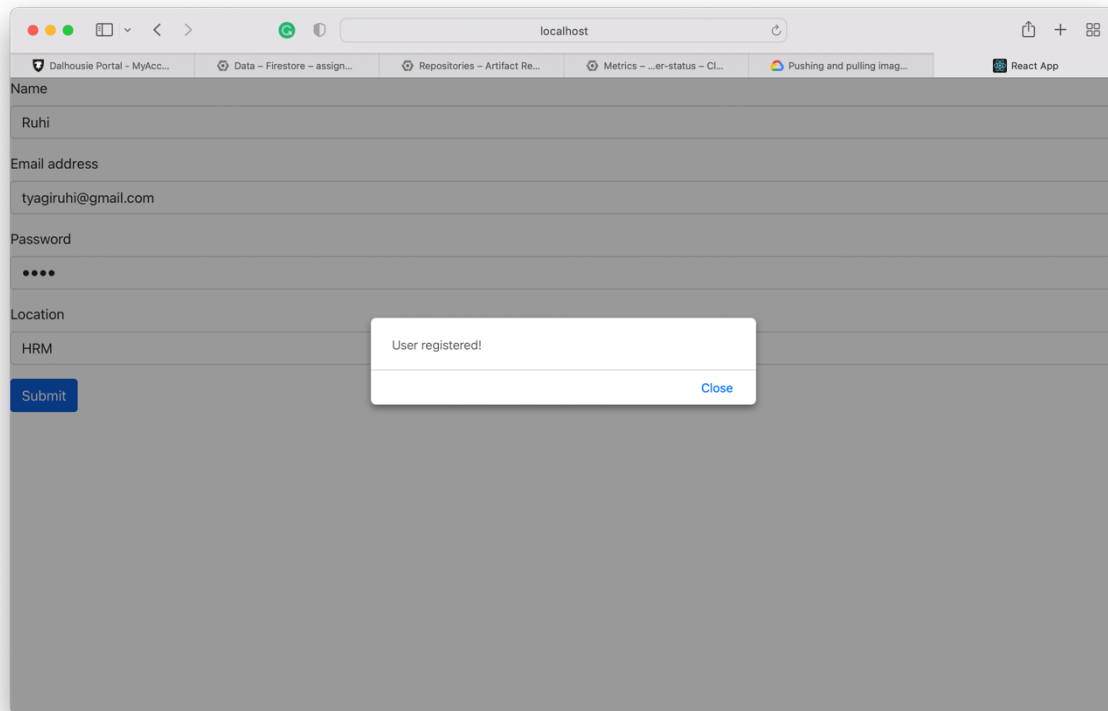 localhost
Dalhousie Portal - MyAcc...
Data – Firestore – assign...
Repositories – Artifact Re...
Metrics – ...er-status – Cl...
Pushing and pulling imag...
React App
Name
Ruhi
Email address
tyagiruhi@gmail.com
Password
••••
Location
HRM
User registered!
Close
Submit